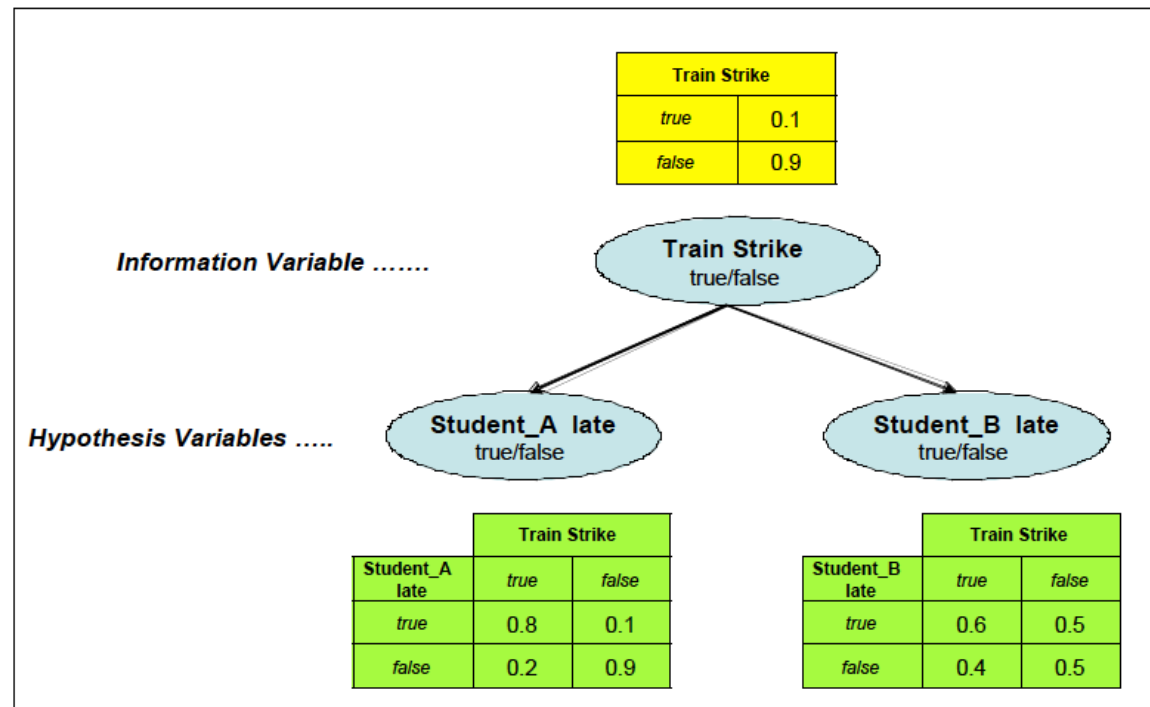 Train Strike
true 0.1
false 0.9
Information Variable …….
Train Strike
true/false
Hypothesis Variables …..
Student_A late
true/false
Student_B late
true/false
Train Strike
Student_A late true false
true 0.8 0.1
false 0.2 0.9
Train Strike
Student_B late true false
true 0.6 0.5
false 0.4 0.5